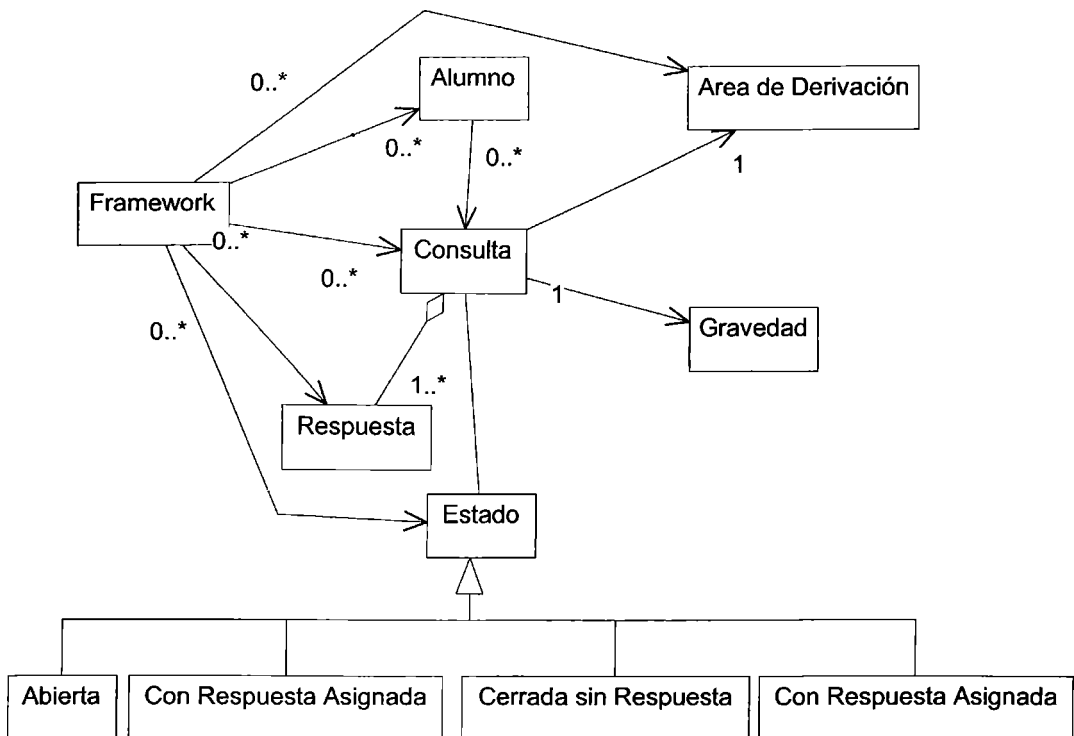 Alumno
Area de Derivación
0..*
0..*
0..*
1
Framework
0..*
Consulta
0..*
1
0..*
Gravedad
1..*
Respuesta
Estado
Abierta
Con Respuesta Asignada
Cerrada sin Respuesta
Con Respuesta Asignada